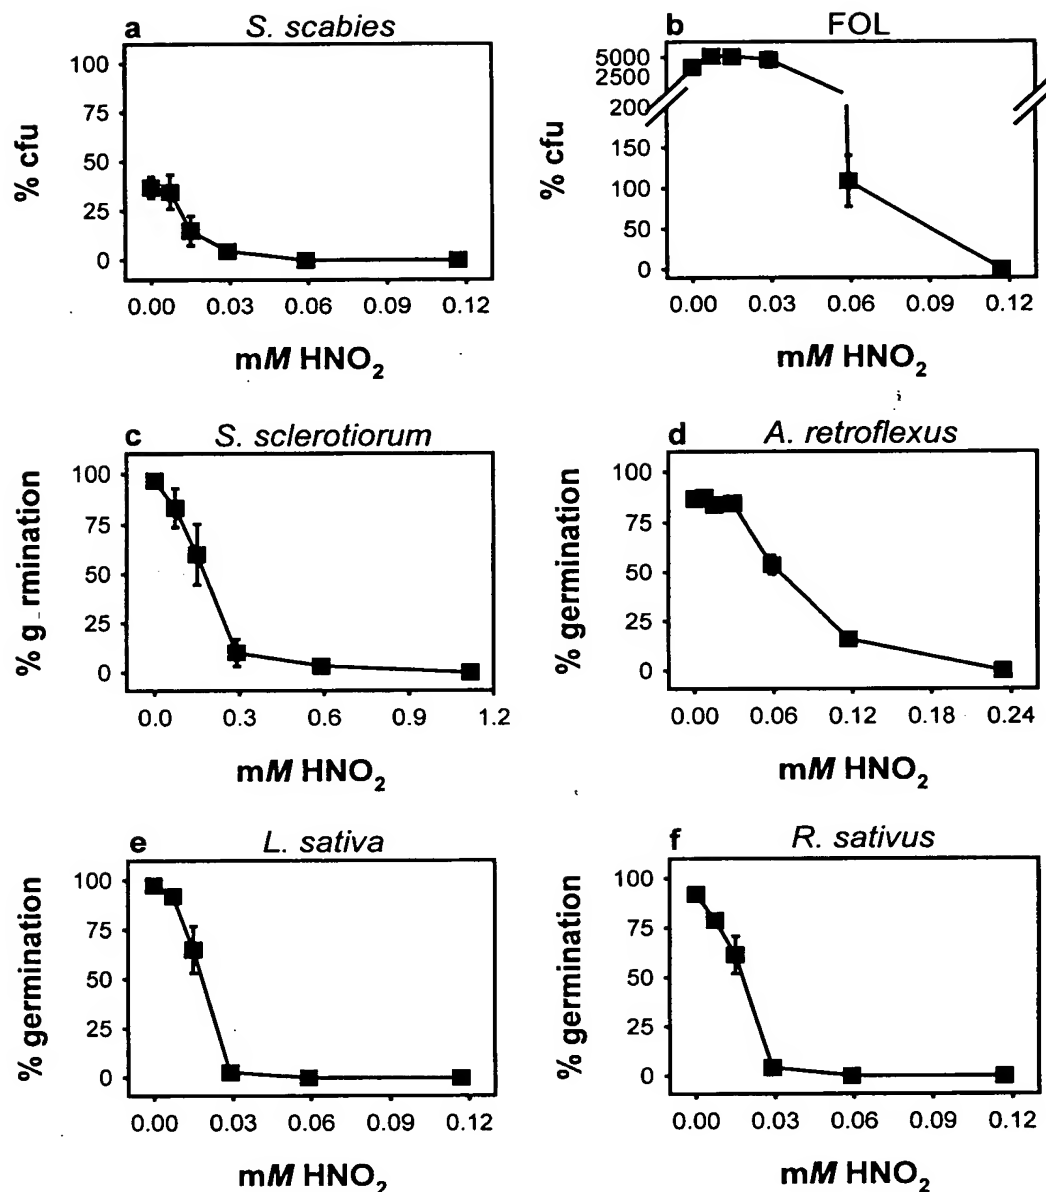 a S. scabies
100
75
50
25
0
% cfu
0.00 0.03 0.06 0.09 0.12
mM HNO2
b FOL
5000
2500
200
150
100
50
0
% cfu
0.00 0.03 0.06 0.09 0.12
mM HNO2
c S. sclerotiorum
100
75
50
25
0
% g rmination
0.0 0.3 0.6 0.9 1.2
mM HNO2
d A. retroflexus
100
75
50
25
0
% germination
0.00 0.06 0.12 0.18 0.24
mM HNO2
e L. sativa
100
75
50
25
0
% germination
0.00 0.03 0.06 0.09 0.12
mM HNO2
f R. sativus
100
75
50
25
0
% germination
0.00 0.03 0.06 0.09 0.12
mM HNO2